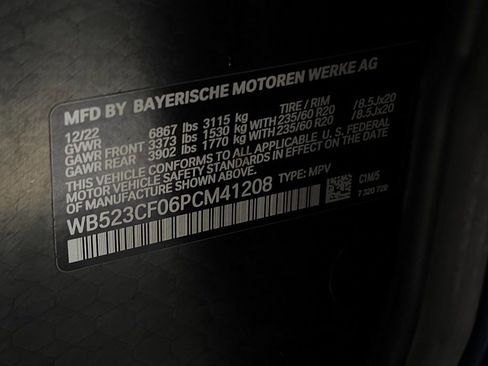 MFD BY BAYERISCHE MOTOREN WERKE AG
12/22 TIRE / RIM
GVWR 6867 lbs 3115 kg
GAWR FRONT 3373 lbs 1530 kg WITH 235/60 R20 /8.5Jx20
GAWR REAR 3902 lbs 1770 kg WITH 235/60 R20 /8.5Jx20
THIS VEHICLE CONFORMS TO ALL APPLICABLE U.S. FEDERAL
MOTOR VEHICLE SAFETY STANDARDS IN EFFECT ON THE
DATE OF MANUFACTURE SHOWN ABOVE.
WB523CF06PCM41208 TYPE: MPV
C1M/5
7 320 729